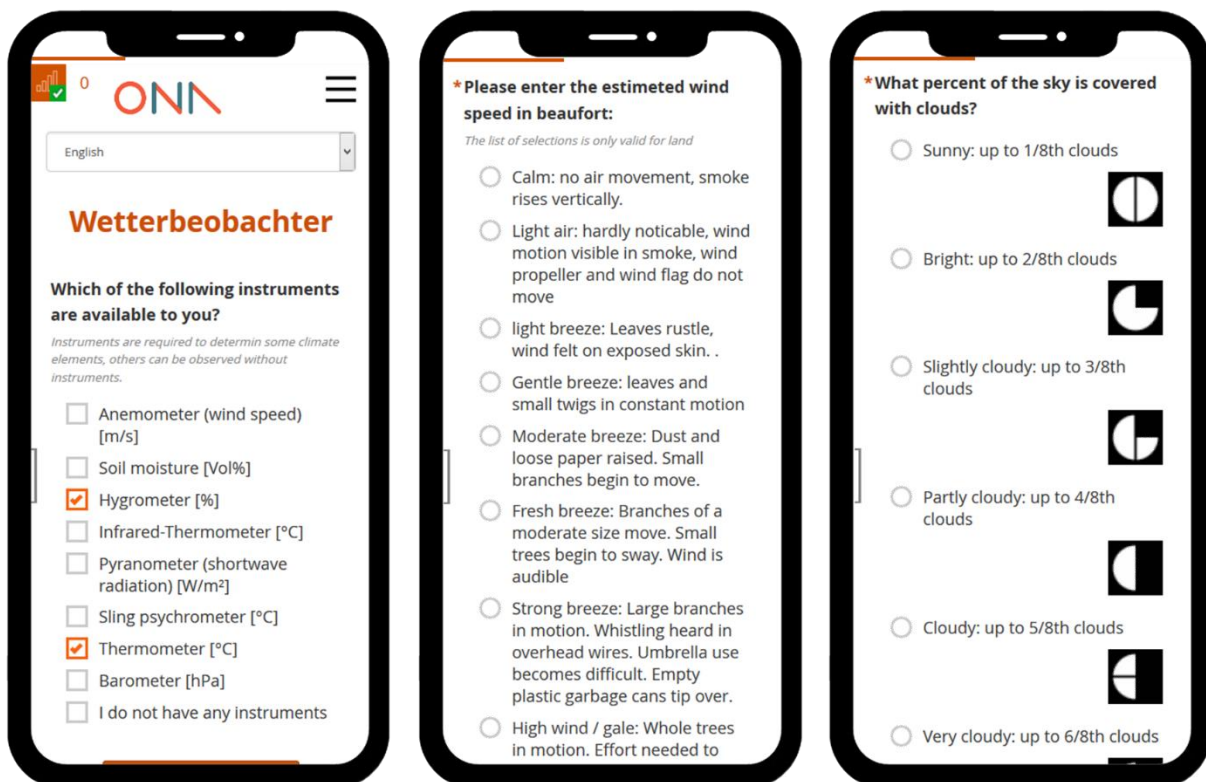 0
ONA
English
Wetterbeobachter
Which of the following instruments
are available to you?
Instruments are required to determin some climate
elements, others can be observed without
instruments.
Anemometer (wind speed)
[m/s]
Soil moisture [Vol%]
Hygrometer [%]
Infrared-Thermometer [°C]
Pyranometer (shortwave
radiation) [W/m²]
Sling psychrometer [°C]
Thermometer [°C]
Barometer [hPa]
I do not have any instruments
*Please enter the estimeted wind
speed in beaufort:
The list of selections is only valid for land
Calm: no air movement, smoke
rises vertically.
Light air: hardly noticable, wind
motion visible in smoke, wind
propeller and wind flag do not
move
light breeze: Leaves rustle,
wind felt on exposed skin. .
Gentle breeze: leaves and
small twigs in constant motion
Moderate breeze: Dust and
loose paper raised. Small
branches begin to move.
Fresh breeze: Branches of a
moderate size move. Small
trees begin to sway. Wind is
audible
Strong breeze: Large branches
in motion. Whistling heard in
overhead wires. Umbrella use
becomes difficult. Empty
plastic garbage cans tip over.
High wind / gale: Whole trees
in motion. Effort needed to
*What percent of the sky is covered
with clouds?
Sunny: up to 1/8th clouds
Bright: up to 2/8th clouds
Slightly cloudy: up to 3/8th
clouds
Partly cloudy: up to 4/8th
clouds
Cloudy: up to 5/8th clouds
Very cloudy: up to 6/8th clouds